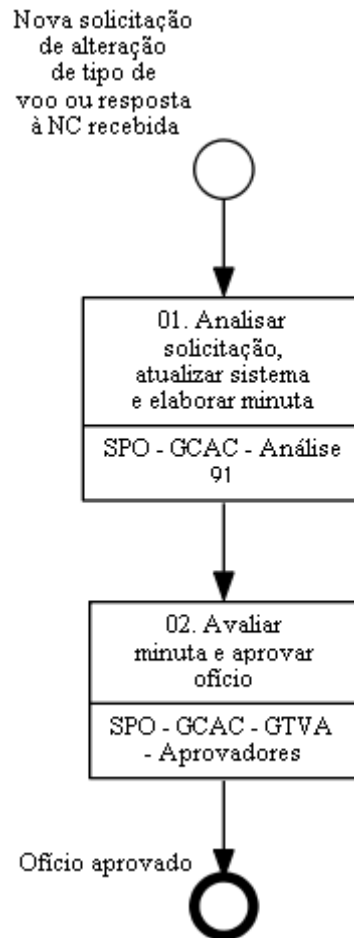 Nova solicitação
de alteração
de tipo de
voo ou resposta
à NC recebida
01. Analisar
solicitação,
atualizar sistema
e elaborar minuta
SPO - GCAC - Análise
91
02. Avaliar
minuta e aprovar
ofício
SPO - GCAC - GTVA
- Aprovadores
Ofício aprovado